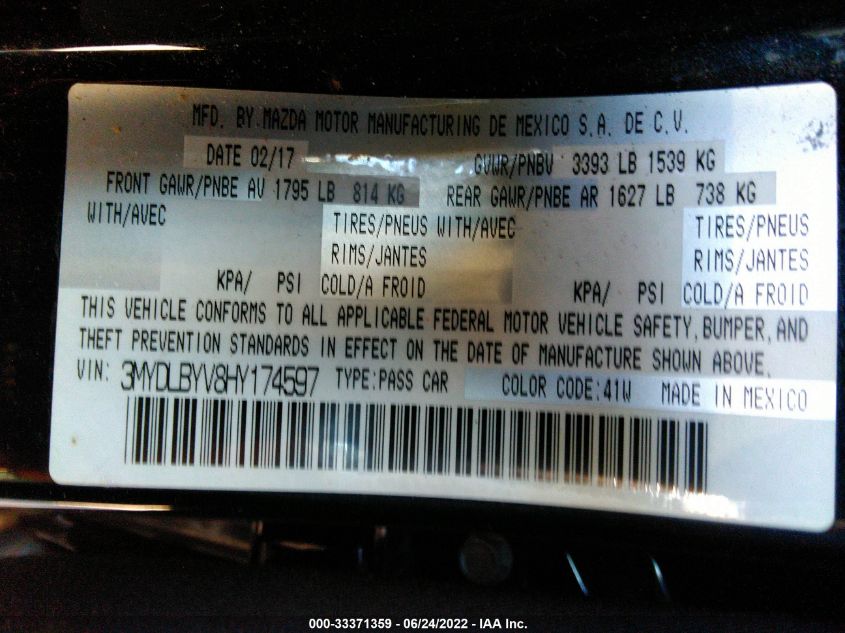 MFD. BY MAZDA MOTOR MANUFACTURING DE MEXICO S.A. DE C.V.
DATE 02/17 GVWR/PNBV 3393 LB 1539 KG
FRONT GAWR/PNBE AV 1795 LB 814 KG REAR GAWR/PNBE AR 1627 LB 738 KG
WITH/AVEC TIRES/PNEUS WITH/AVEC TIRES/PNEUS
RIMS/JANTES RIMS/JANTES
KPA/ PSI COLD/A FROID KPA/ PSI COLD/A FROID
THIS VEHICLE CONFORMS TO ALL APPLICABLE FEDERAL MOTOR VEHICLE SAFETY, BUMPER, AND
THEFT PREVENTION STANDARDS IN EFFECT ON THE DATE OF MANUFACTURE SHOWN ABOVE.
VIN: 3MYDLBYV8HY174597 TYPE:PASS CAR COLOR CODE:41W MADE IN MEXICO
000-33371359 - 06/24/2022 - IAA Inc.